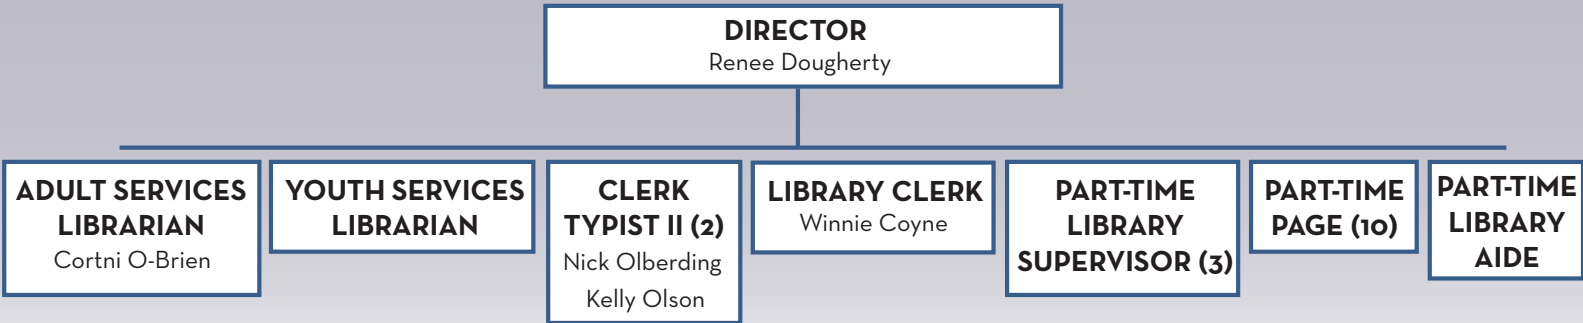 DIRECTOR
Renee Dougherty
ADULT SERVICES
LIBRARIAN
Cortni O-Brien
YOUTH SERVICES
LIBRARIAN
CLERK
TYPIST II (2)
Nick Olberding
Kelly Olson
LIBRARY CLERK
Winnie Coyne
PART-TIME
LIBRARY
SUPERVISOR (3)
PART-TIME
PAGE (10)
PART-TIME
LIBRARY
AIDE